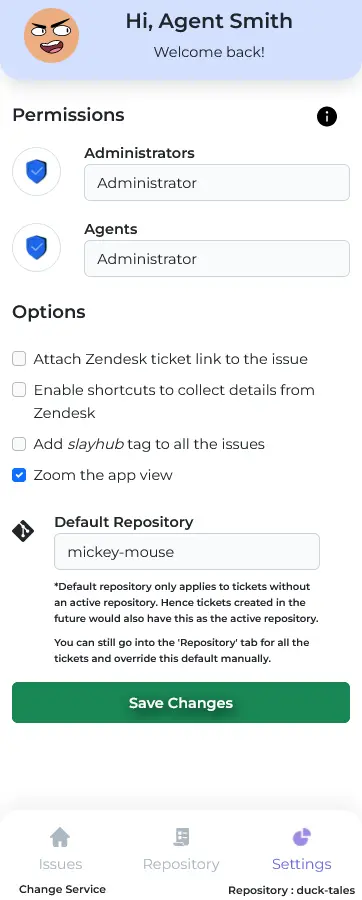 Hi, Agent Smith
Welcome back!
Permissions
Administrators
Administrator
Agents
Administrator
Options
Attach Zendesk ticket link to the issue
Enable shortcuts to collect details from
Zendesk
Add slayhub tag to all the issues
Zoom the app view
Default Repository
mickey-mouse
*Default repository only applies to tickets without
an active repository. Hence tickets created in the
future would also have this as the active repository.
You can still go into the 'Repository' tab for all the
tickets and override this default manually.
Save Changes
Issues Repository Settings
Change Service Repository : duck-tales